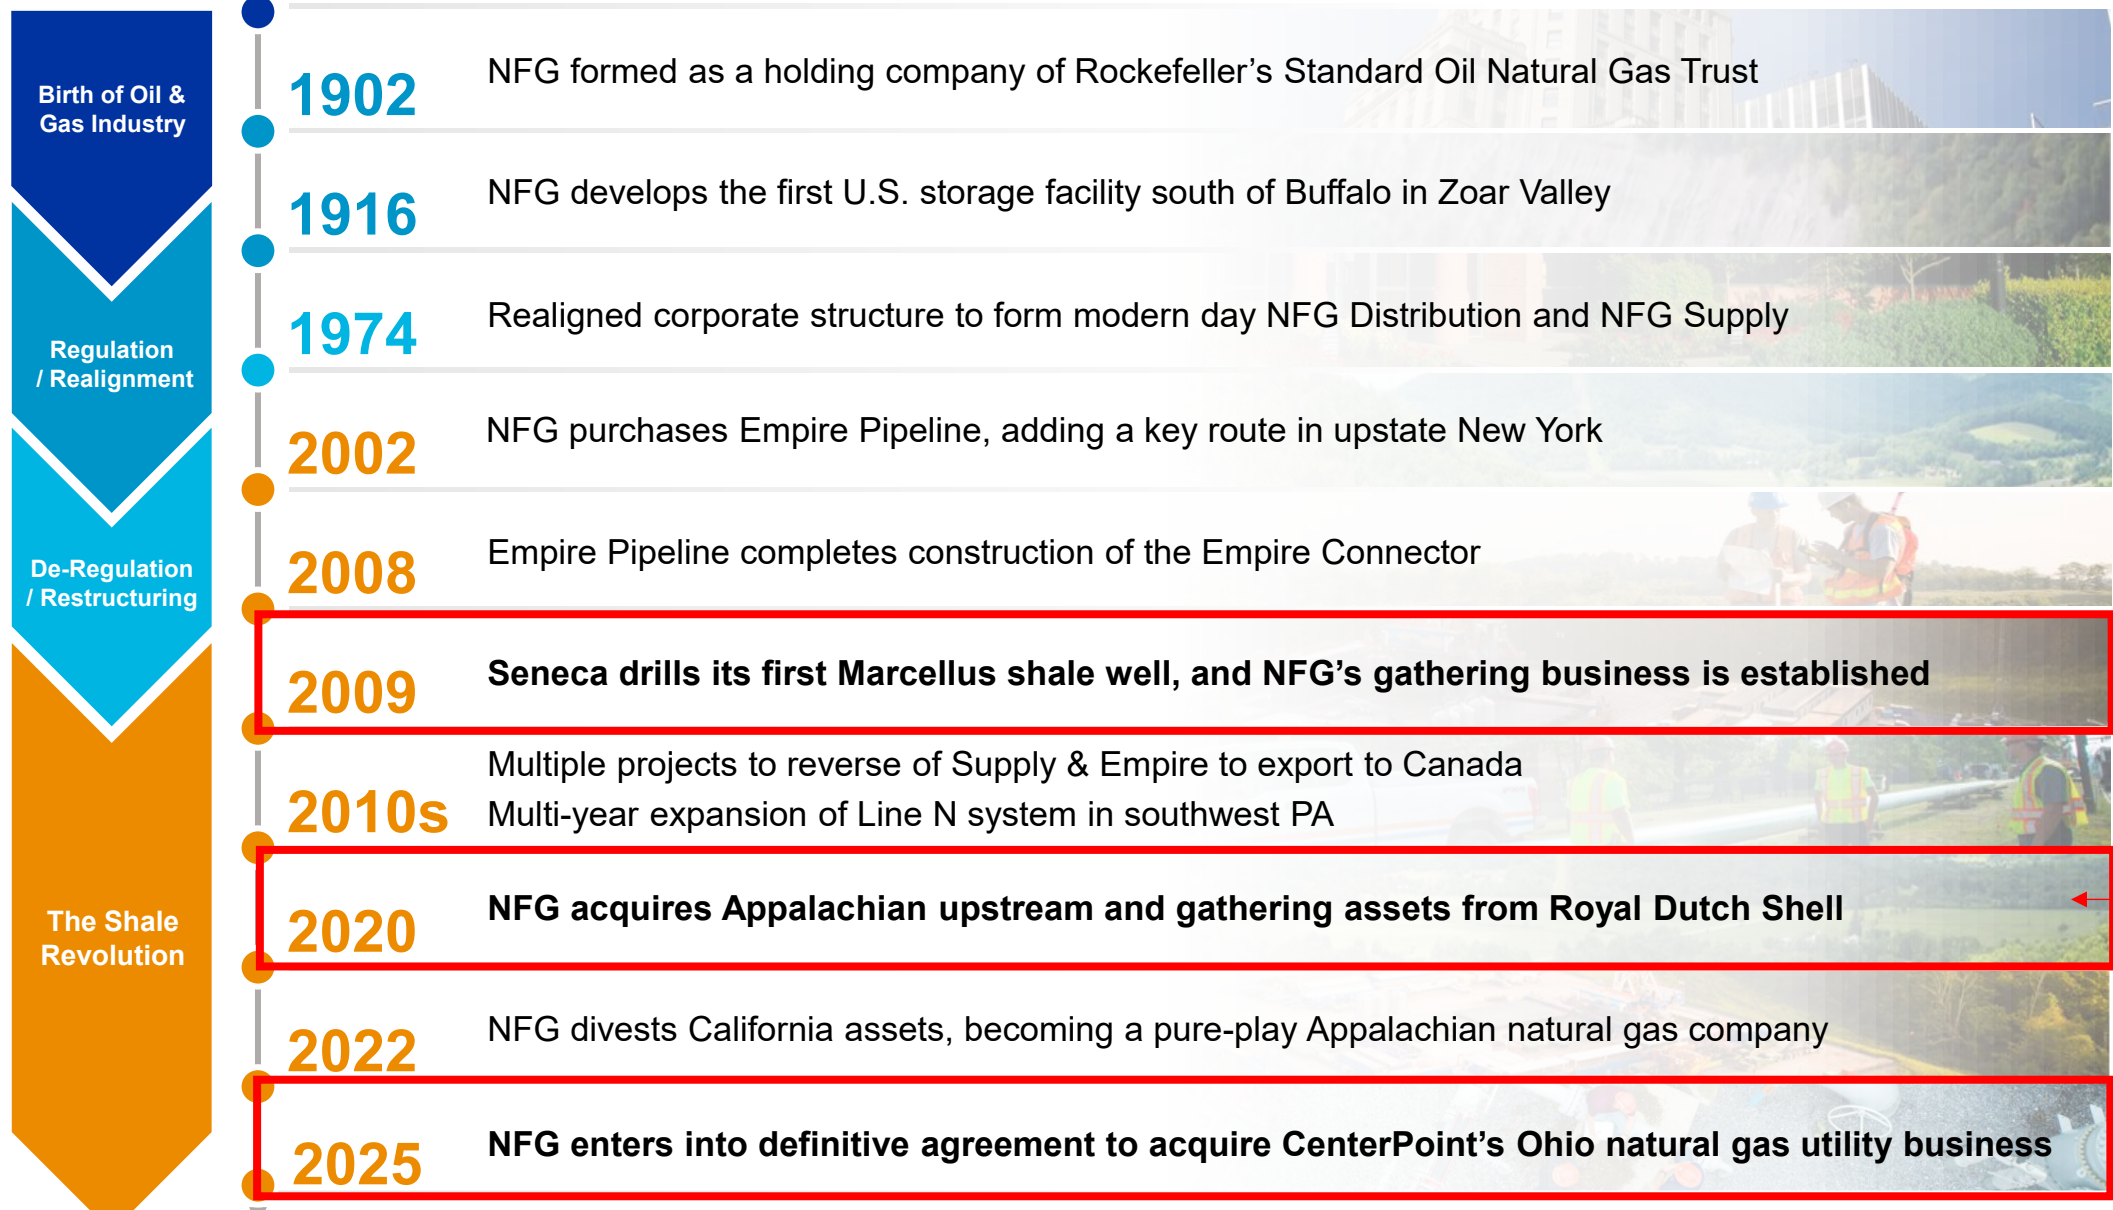 Birth of Oil &
Gas Industry
Regulation
/ Realignment
De-Regulation
/ Restructuring
The Shale
Revolution
1902
NFG formed as a holding company of Rockefeller’s Standard Oil Natural Gas Trust
1916
NFG develops the first U.S. storage facility south of Buffalo in Zoar Valley
1974
Realigned corporate structure to form modern day NFG Distribution and NFG Supply
2002
NFG purchases Empire Pipeline, adding a key route in upstate New York
2008
Empire Pipeline completes construction of the Empire Connector
2009
Seneca drills its first Marcellus shale well, and NFG’s gathering business is established
2010s
Multiple projects to reverse of Supply & Empire to export to Canada
Multi-year expansion of Line N system in southwest PA
2020
NFG acquires Appalachian upstream and gathering assets from Royal Dutch Shell
2022
NFG divests California assets, becoming a pure-play Appalachian natural gas company
2025
NFG enters into definitive agreement to acquire CenterPoint’s Ohio natural gas utility business